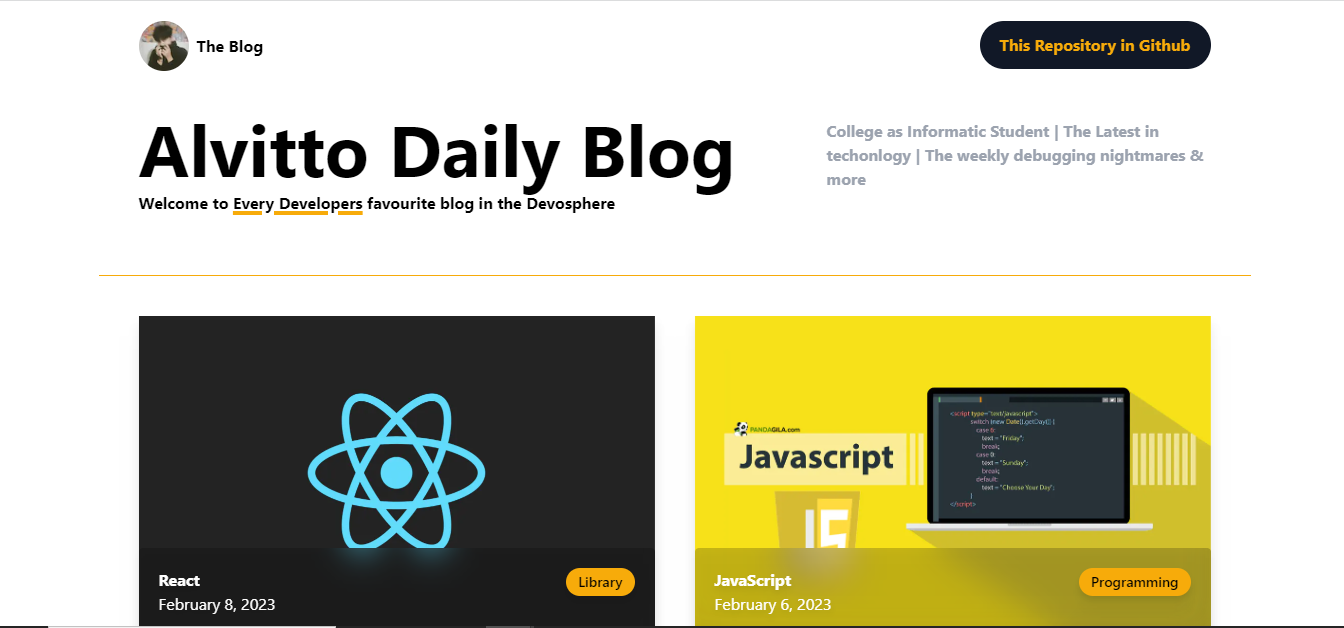 The Blog
This Repository in Github
Alvitto Daily Blog
Welcome to Every Developers favourite blog in the Devosphere
College as Informatic Student | The Latest in
techonlogy | The weekly debugging nightmares &
more
React
February 8, 2023
Library
PANDAGILA.com
Javascript
JS
<script type="text/javascript">
switch (new Date().getDay()) {
case 5:
text = "Friday";
break;
case 0:
text = "Sunday";
break;
default:
text = "Choose Your Day";
}
</script>
JavaScript
February 6, 2023
Programming